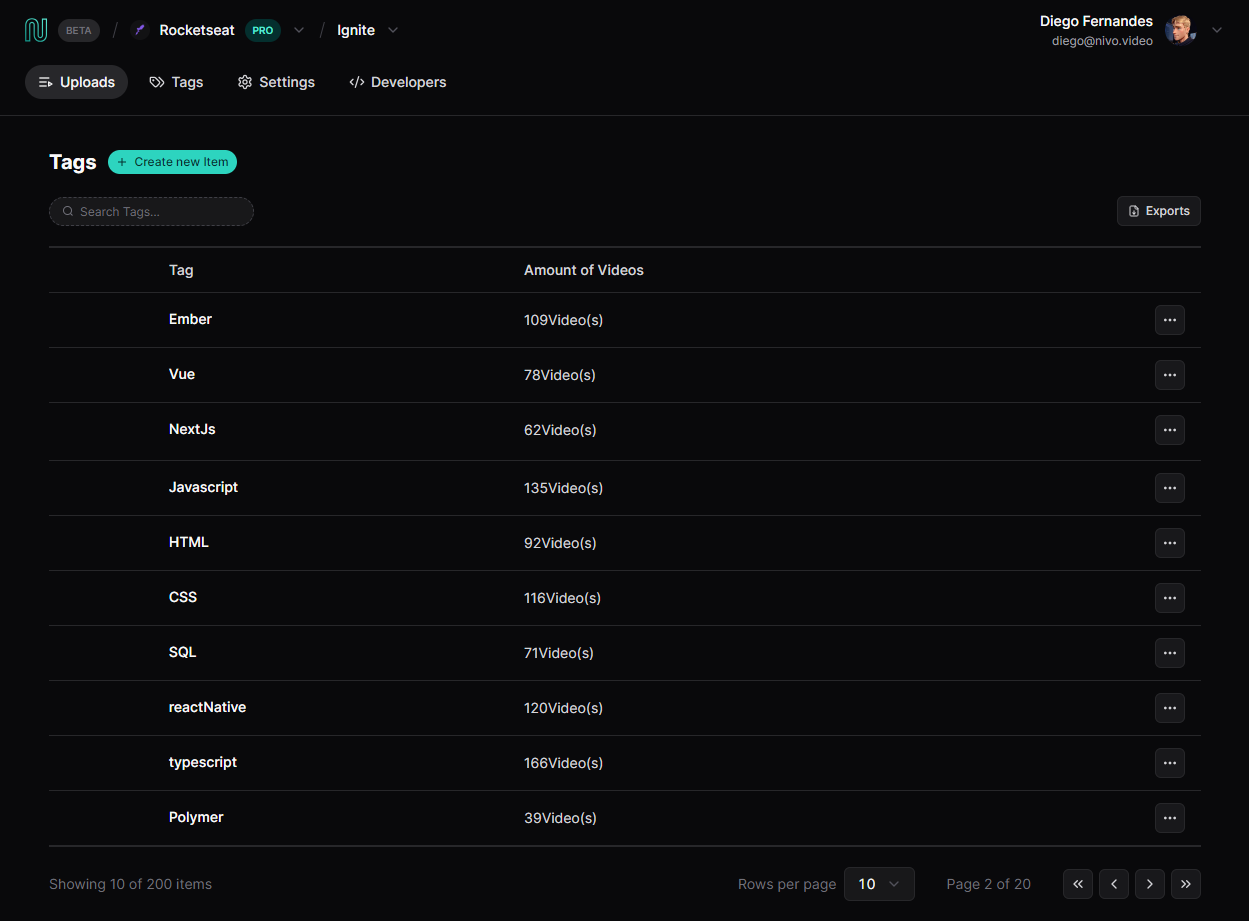 BETA / Rocketseat PRO / Ignite
Diego Fernandes
diego@nivo.video
Uploads Tags Settings </> Developers
Tags + Create new Item
Search Tags...
Exports
Tag Amount of Videos
Ember 109Video(s)
Vue 78Video(s)
NextJs 62Video(s)
Javascript 135Video(s)
HTML 92Video(s)
CSS 116Video(s)
SQL 71Video(s)
reactNative 120Video(s)
typescript 166Video(s)
Polymer 39Video(s)
Showing 10 of 200 items Rows per page 10 Page 2 of 20